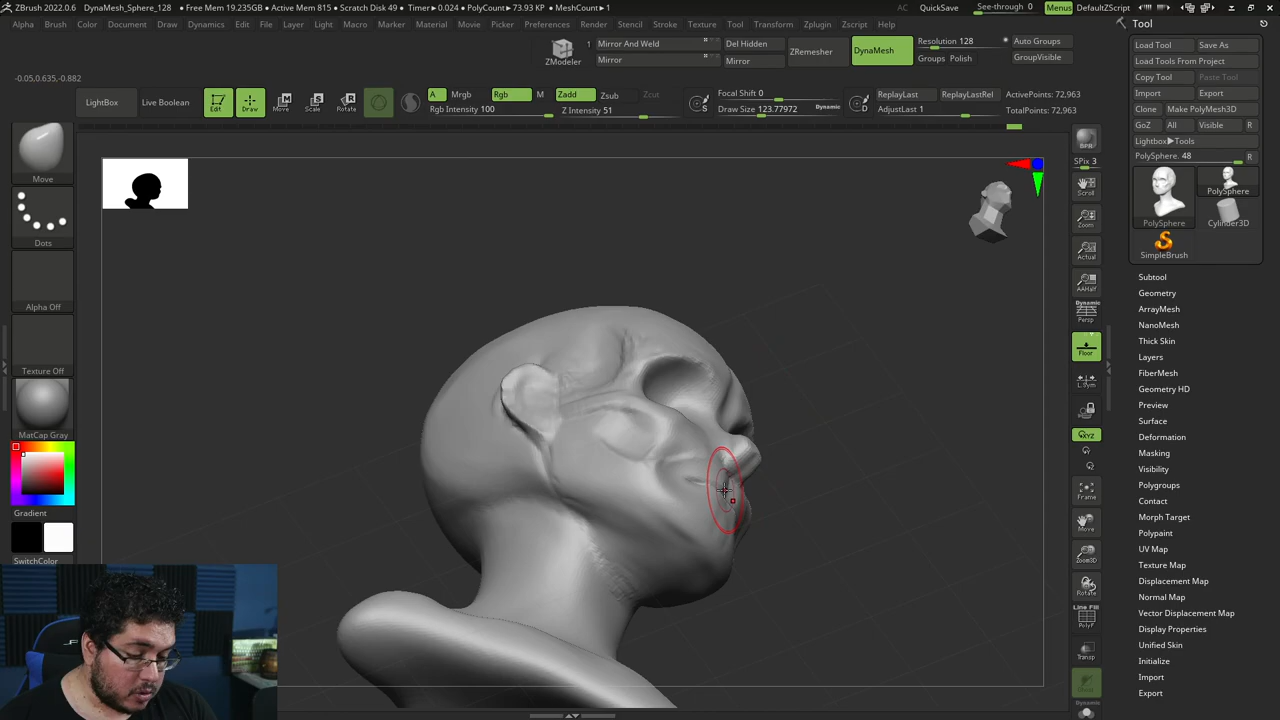 ZBrush 2022.0.6 DynaMesh_Sphere_128 • Free Mem 19.235GB • Active Mem 815 • Scratch Disk 49 • Timer▶0.024 • PolyCount▶73.93 KP • MeshCount▶1 AC QuickSave See-through 0 Menus DefaultZScript
Alpha Brush Color Document Draw Dynamics Edit File Layer Light Macro Marker Material Movie Picker Preferences Render Stencil Stroke Texture Tool Transform Zplugin Zscript Help
-0.05,0.635,-0.882
ZModeler
1
Mirror And Weld
Mirror
Del Hidden
Mirror
ZRemesher
DynaMesh
Resolution 128
Groups Polish
Auto Groups
GroupVisible
LightBox
Live Boolean
Edit
Draw
Move
Scale
Rotate
A Rgb M Zadd Zsub Zcut
Rgb Intensity 100
Z Intensity 51
S
Focal Shift 0
Draw Size 123.77972 Dynamic
D
ReplayLast ReplayLastRel
AdjustLast 1
ActivePoints: 72,963
TotalPoints: 72,963
Move
Dots
Alpha Off
Texture Off
MatCap Gray
Gradient
SwitchColor
BPR
SPix 3
Scroll
Zoom
Actual
AAHalf
Dynamic
Persp
Floor
L.Sym
XYZ
Frame
Move
Zoom3D
Rotate
Line Fill
PolyF
Transp
Dynamic
Tool
Load Tool Save As
Load Tools From Project
Copy Tool Paste Tool
Import Export
Clone Make PolyMesh3D
GoZ All Visible R
Lightbox▶Tools
PolySphere. 48 R
PolySphere
PolySphere
Cylinder3D
SimpleBrush
Subtool
Geometry
ArrayMesh
NanoMesh
Thick Skin
Layers
FiberMesh
Geometry HD
Preview
Surface
Deformation
Masking
Visibility
Polygroups
Contact
Morph Target
Polypaint
UV Map
Texture Map
Displacement Map
Normal Map
Vector Displacement Map
Display Properties
Unified Skin
Initialize
Import
Export